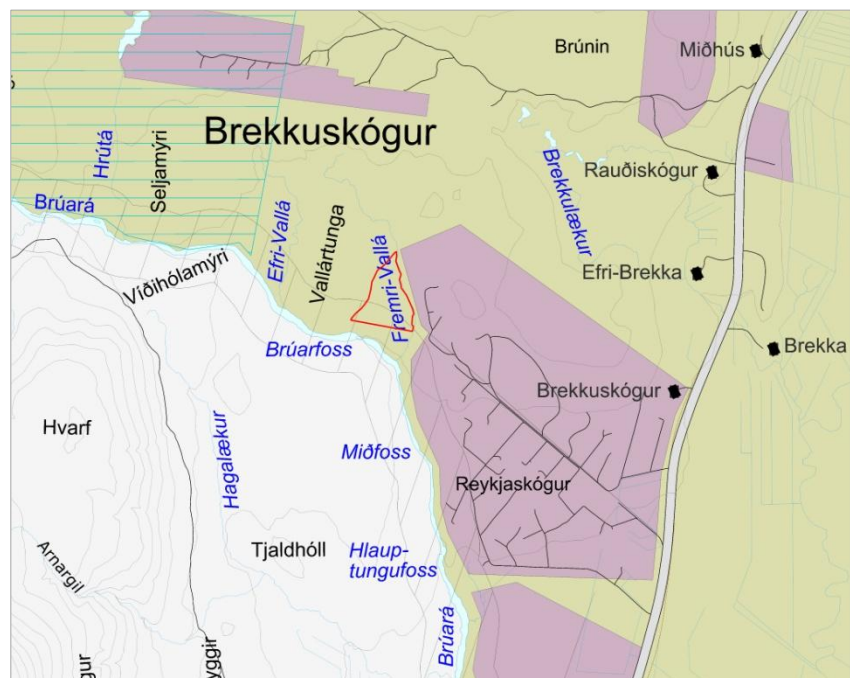 Brúnin
Miðhús
Brekkuskógur
Hrútá
Seljamýri
Brúará
Efri-Vallá
Vallártunga
Fremri-Vallá
Brekkulækur
Rauðiskógur
Efri-Brekka
Víðihólamýri
Brúarfoss
Brekka
Brekkuskógur
Hvarf
Hagalækur
Miðfoss
Reykjaskógur
Tjaldhóll
Hlaup-
tungufoss
Arnargil
Brúará